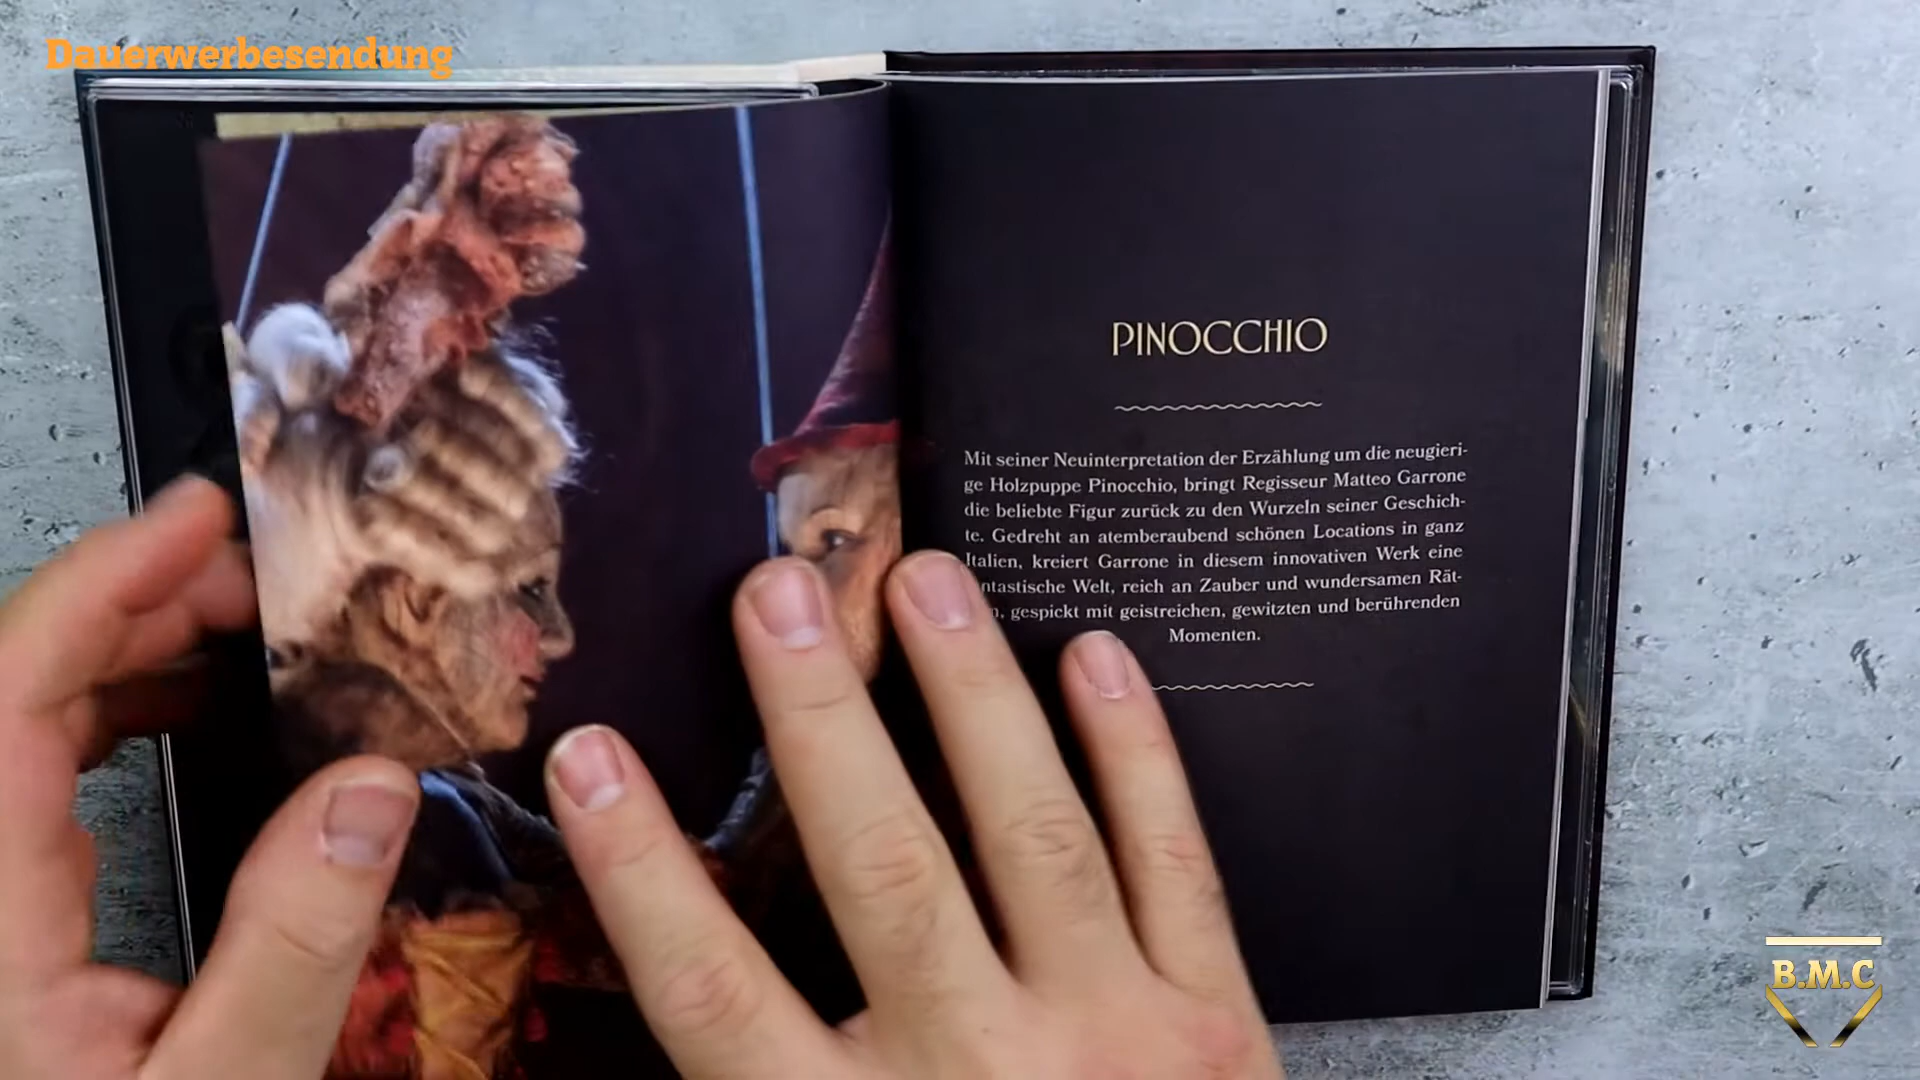 Dauerwerbesendung
PINOCCHIO
Mit seiner Neuinterpretation der Erzählung um die neugieri-
ge Holzpuppe Pinocchio, bringt Regisseur Matteo Garrone
die beliebte Figur zurück zu den Wurzeln seiner Geschich-
te. Gedreht an atemberaubend schönen Locations in ganz
Italien, kreiert Garrone in diesem innovativen Werk eine
ntastische Welt, reich an Zauber und wundersamen Rät-
n, gespickt mit geistreichen, gewitzten und berührenden
Momenten.
B.M.C